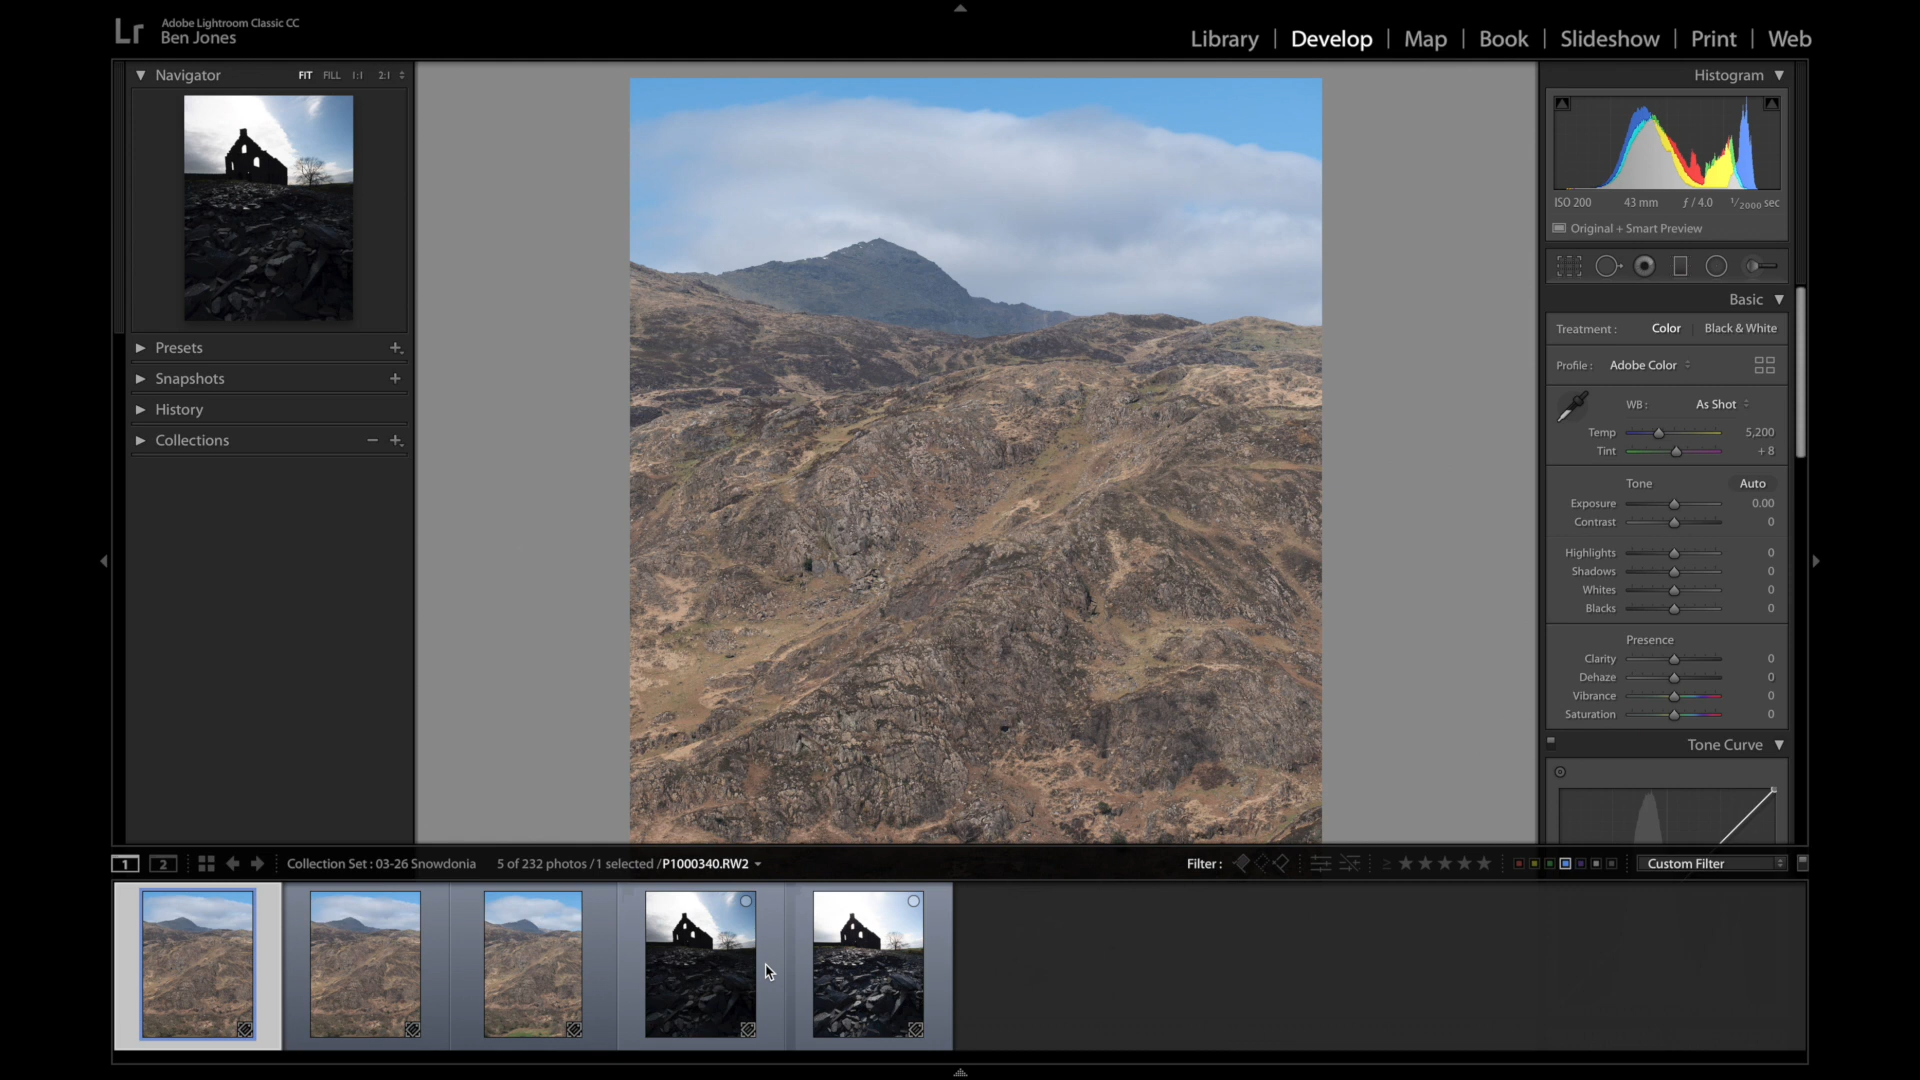 Lr
Adobe Lightroom Classic CC
Ben Jones
Library | Develop | Map | Book | Slideshow | Print | Web
Navigator FIT FILL 1:1 2:1
Presets
Snapshots
History
Collections
Histogram
ISO 200 43 mm ƒ / 4.0 1/2000 sec
Original + Smart Preview
Basic
Treatment : Color Black & White
Profile : Adobe Color
WB : As Shot
Temp 5,200
Tint + 8
Tone Auto
Exposure 0.00
Contrast 0
Highlights 0
Shadows 0
Whites 0
Blacks 0
Presence
Clarity 0
Dehaze 0
Vibrance 0
Saturation 0
Tone Curve
1 2 Collection Set : 03-26 Snowdonia 5 of 232 photos /1 selected /P1000340.RW2 Filter : ≥ Custom Filter